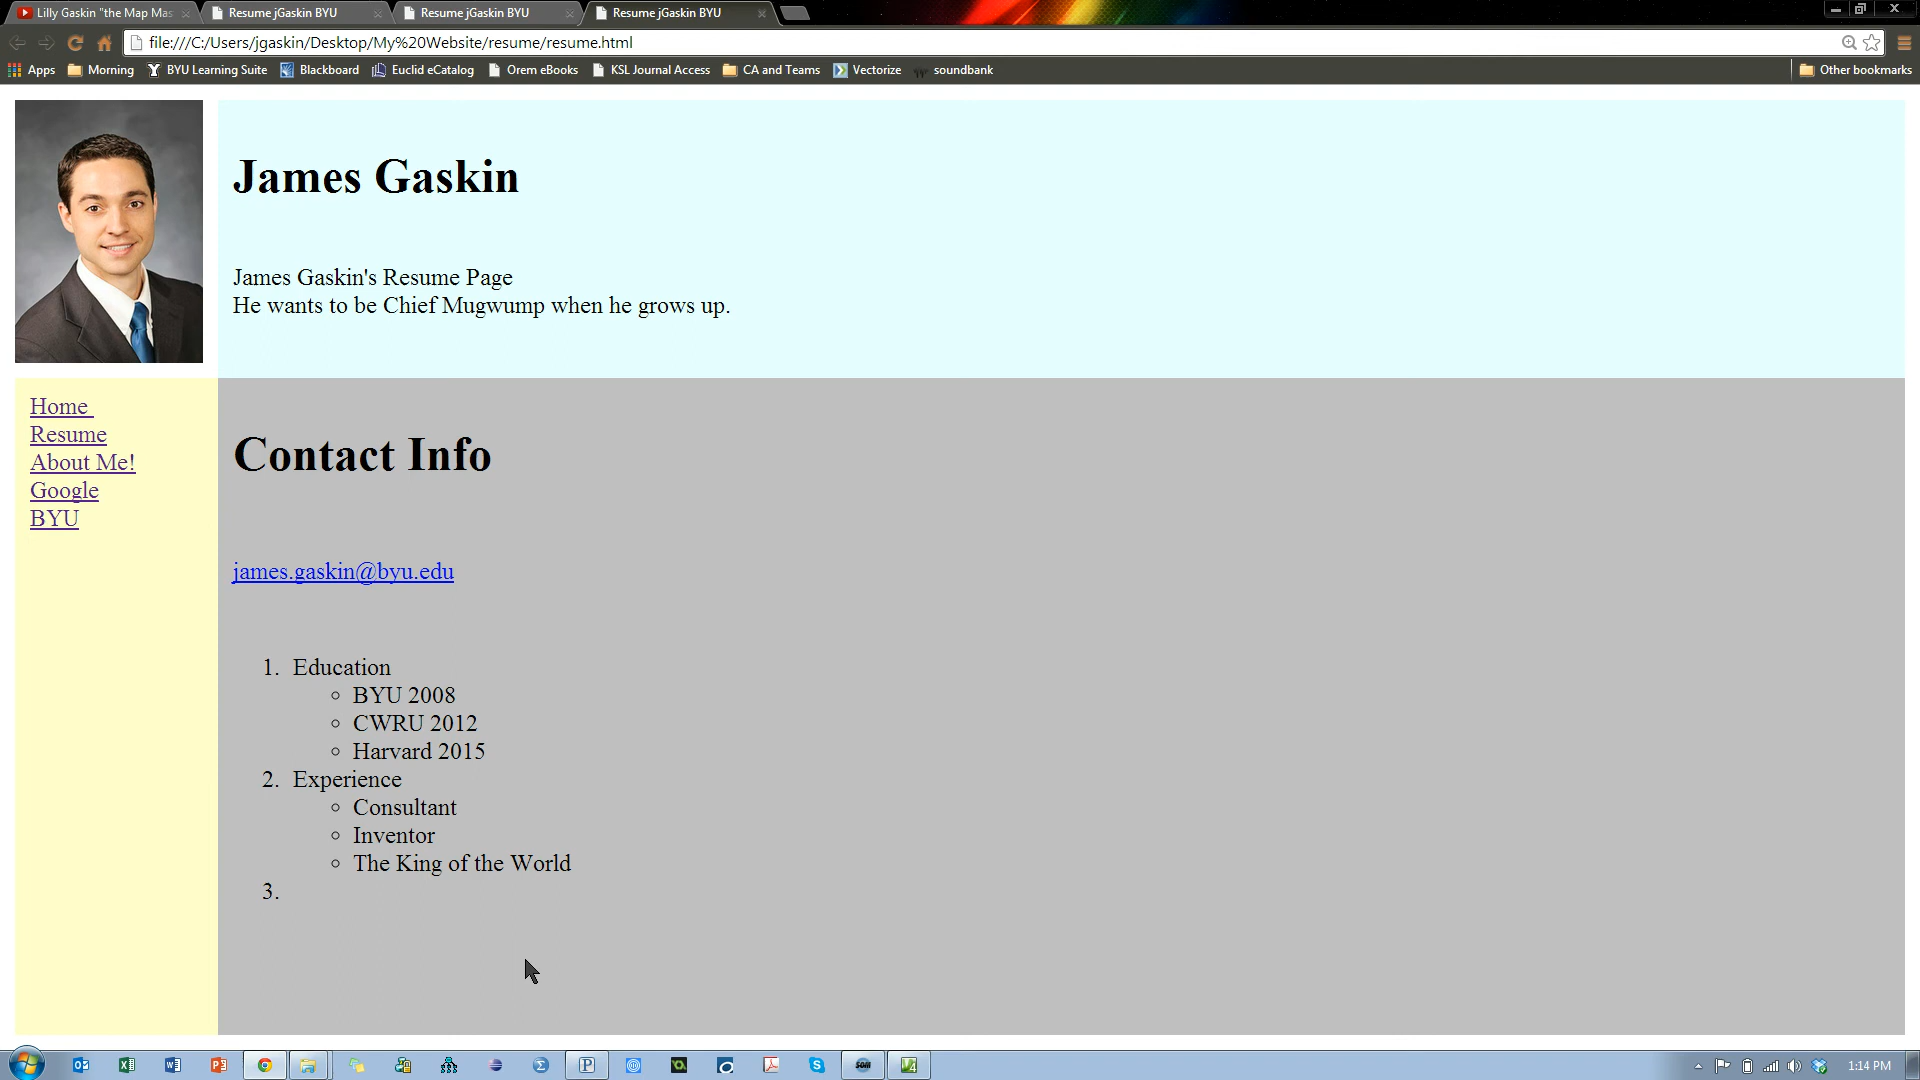 Lilly Gaskin "the Map Mas
Resume jGaskin BYU
Resume jGaskin BYU
Resume jGaskin BYU
file:///C:/Users/jgaskin/Desktop/My%20Website/resume/resume.html
Apps Morning BYU Learning Suite Blackboard Euclid eCatalog Orem eBooks KSL Journal Access CA and Teams Vectorize soundbank Other bookmarks
James Gaskin
James Gaskin's Resume Page
He wants to be Chief Mugwump when he grows up.
Home
Resume
About Me!
Google
BYU
Contact Info
james.gaskin@byu.edu
1. Education
BYU 2008
CWRU 2012
Harvard 2015
2. Experience
Consultant
Inventor
The King of the World
3.
1:14 PM